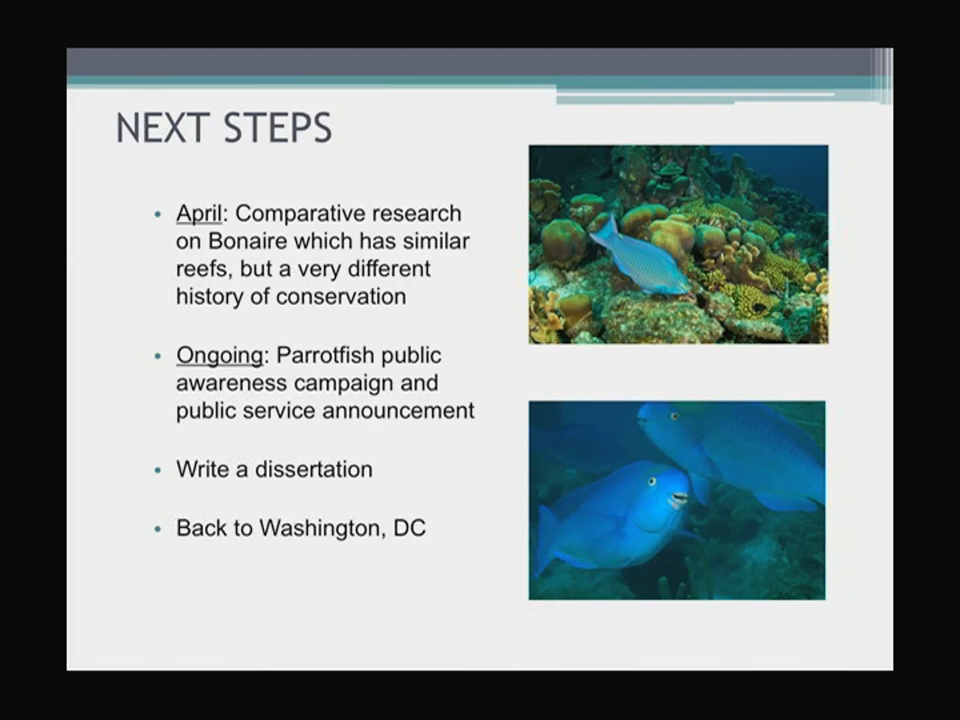 NEXT STEPS
• April: Comparative research
on Bonaire which has similar
reefs, but a very different
history of conservation
• Ongoing: Parrotfish public
awareness campaign and
public service announcement
• Write a dissertation
• Back to Washington, DC